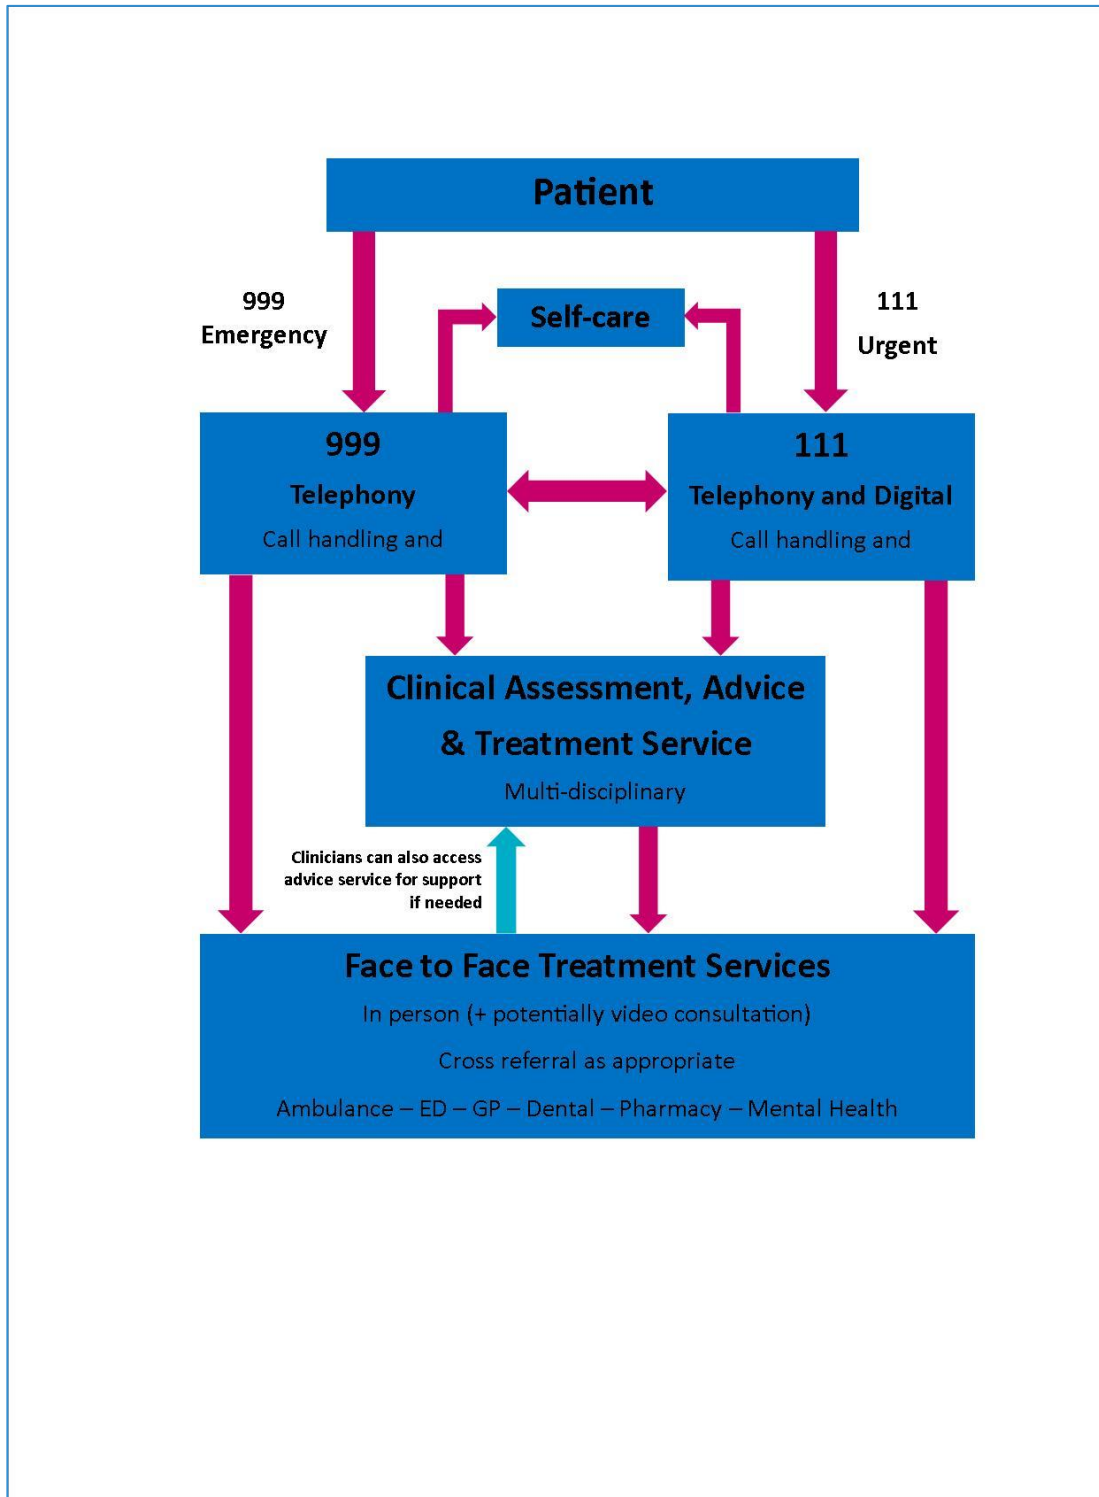 Patient
999
Emergency
Self-care
111
Urgent
999
Telephony
Call handling and
111
Telephony and Digital
Call handling and
Clinical Assessment, Advice
& Treatment Service
Multi-disciplinary
Clinicians can also access
advice service for support
if needed
Face to Face Treatment Services
In person (+ potentially video consultation)
Cross referral as appropriate
Ambulance – ED – GP – Dental – Pharmacy – Mental Health